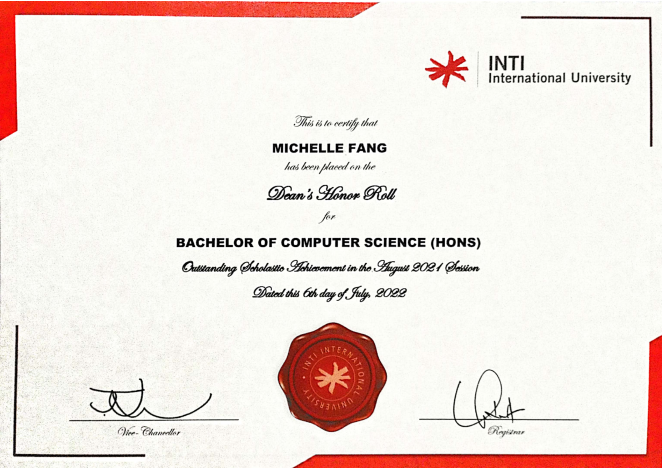 INTI
International University
This is to certify that
MICHELLE FANG
has been placed on the
Dean's Honor Roll
for
BACHELOR OF COMPUTER SCIENCE (HONS)
Outstanding Scholastic Achievement in the August 2021 Session
Dated this 6th day of July, 2022
INTI INTERNATIONAL UNIVERSITY
Vice-Chancellor
Registrar